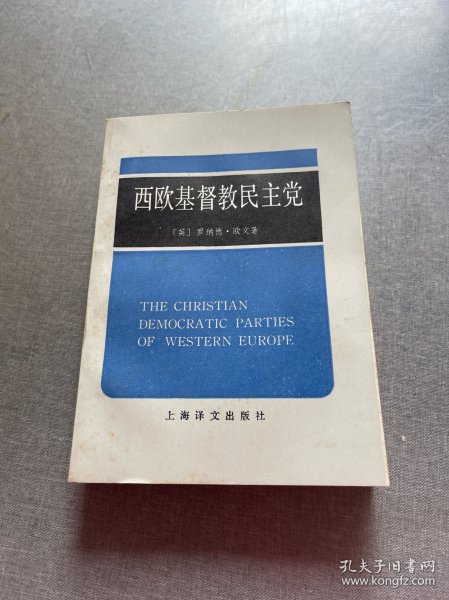 西欧基督教民主党
〔英〕罗纳德·欧文著
THE CHRISTIAN
DEMOCRATIC PARTIES
OF WESTERN EUROPE
上海译文出版社
孔夫子旧书网
www.kongfz.com